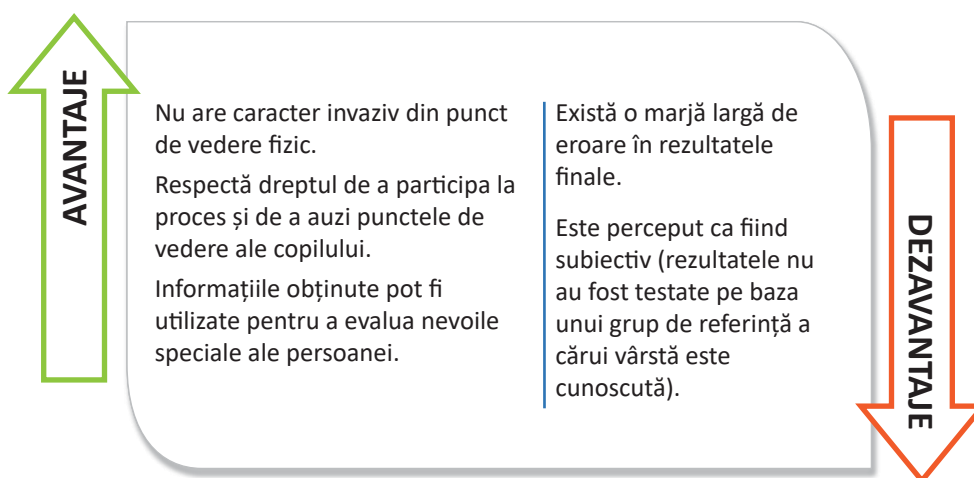 AVANTAJE
Nu are caracter invaziv din punct
de vedere fizic.
Respectă dreptul de a participa la
proces și de a auzi punctele de
vedere ale copilului.
Informațiile obținute pot fi
utilizate pentru a evalua nevoile
speciale ale persoanei.
Există o marjă largă de
eroare în rezultatele
finale.
Este perceput ca fiind
subiectiv (rezultatele nu
au fost testate pe baza
unui grup de referință a
cărui vârstă este
cunoscută).
DEZAVANTAJE